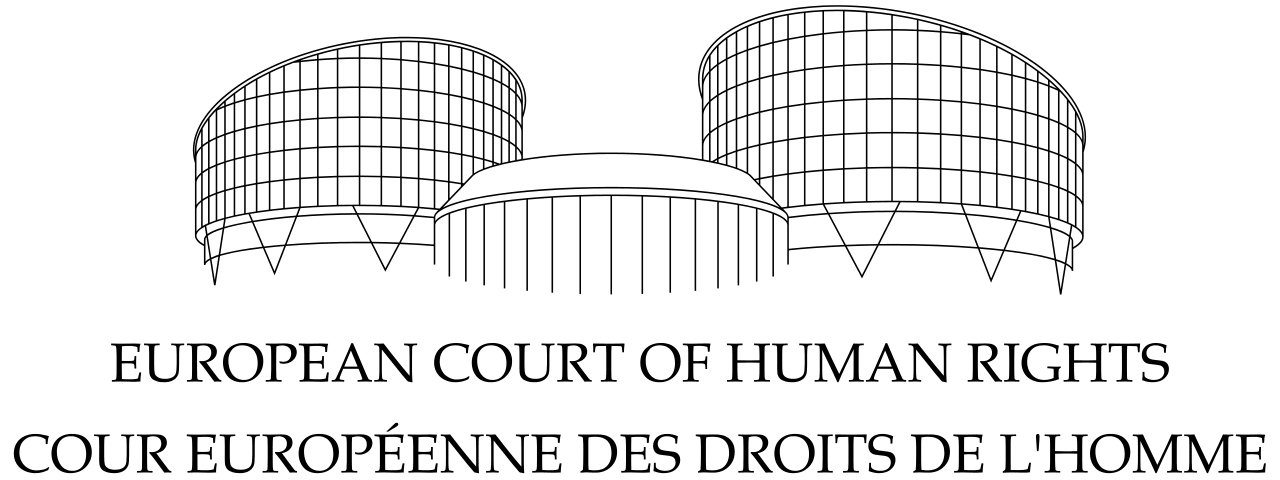 EUROPEAN COURT OF HUMAN RIGHTS
COUR EUROPÉENNE DES DROITS DE L'HOMME